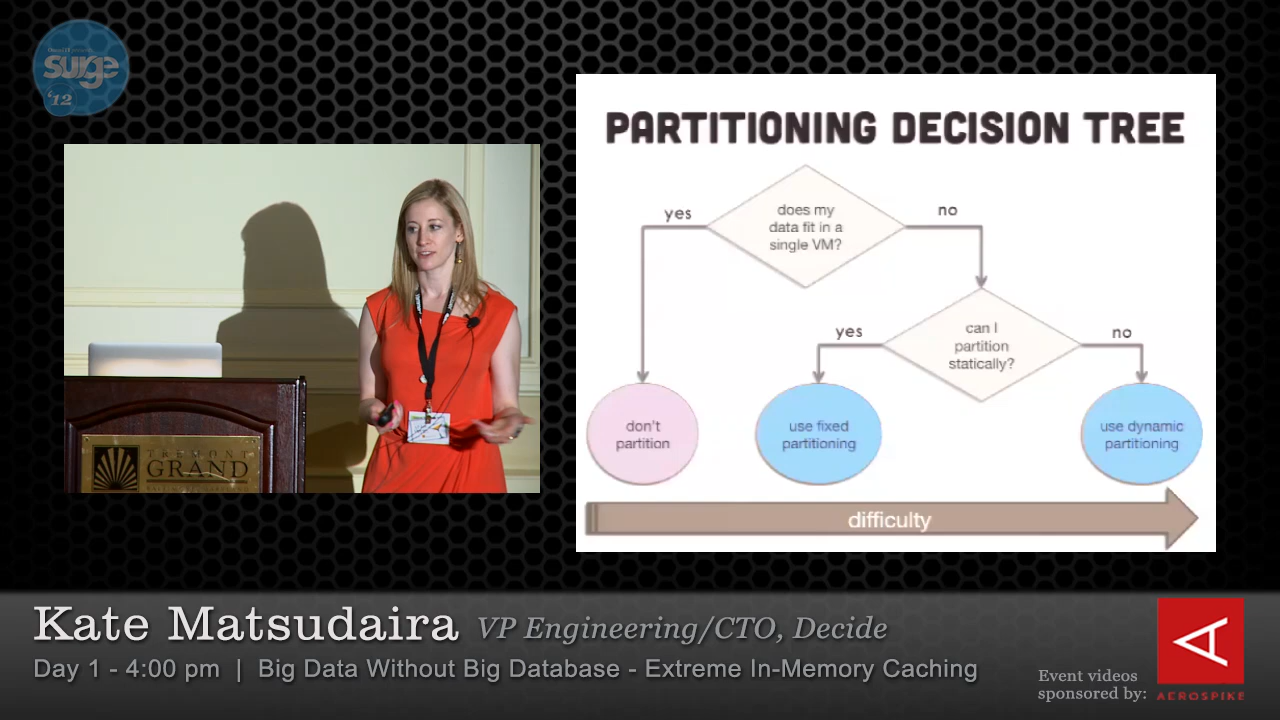 surge
'12
PARTITIONING DECISION TREE
yes
does my
data fit in a
single VM?
no
yes
can I
partition
statically?
no
don't
partition
use fixed
partitioning
use dynamic
partitioning
difficulty
TREMONT
GRAND
Kate Matsudaira VP Engineering/CTO, Decide
Day 1 - 4:00 pm | Big Data Without Big Database - Extreme In-Memory Caching
Event videos
sponsored by:
AEROSPIKE